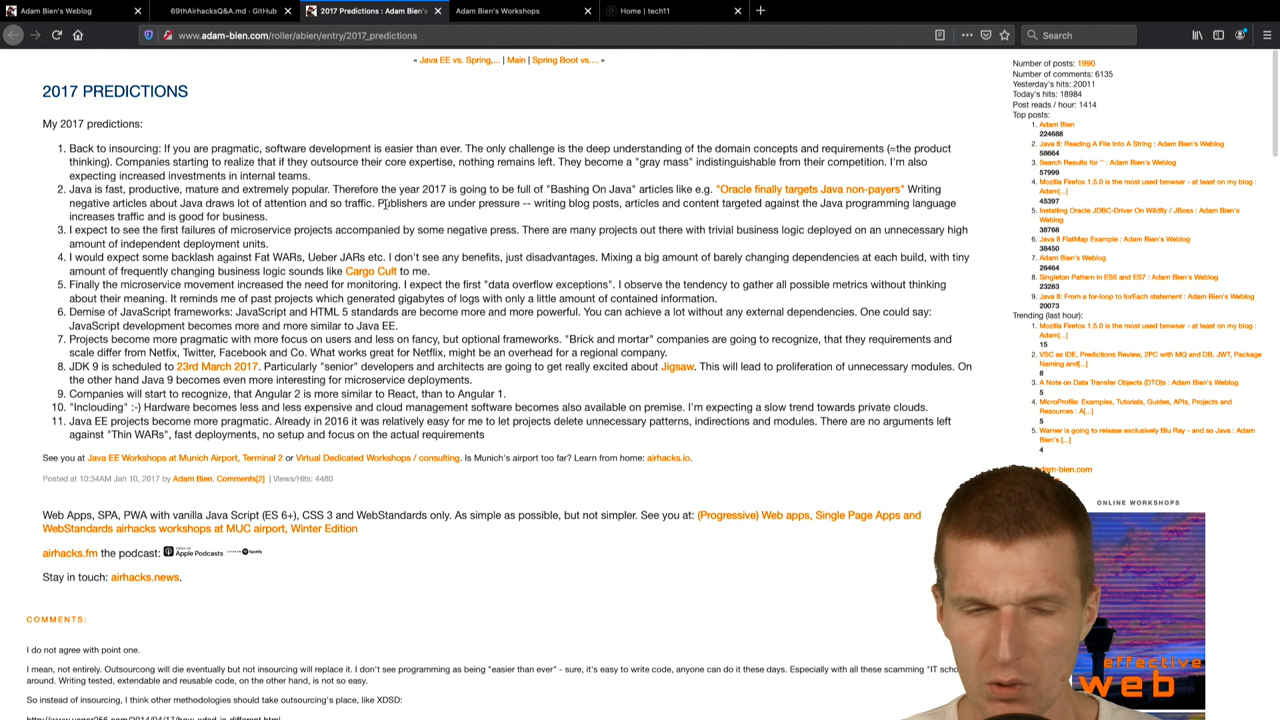 Adam Bien's Weblog
69thAirhacksQ&A.md · GitHub
2017 Predictions : Adam Bien's
Adam Bien's Workshops
Home | tech11
www.adam-bien.com/roller/abien/entry/2017_predictions
Search
« Java EE vs. Spring,... | Main | Spring Boot vs.... »
2017 PREDICTIONS
My 2017 predictions:
1. Back to insourcing: If you are pragmatic, software development is easier than ever. The only challenge is the deep understanding of the domain concepts and requirements (=the product
thinking). Companies starting to realize that if they outsource their core expertise, nothing remains left. They become a "gray mass" indistinguishable from their competition. I'm also
expecting increased investments in internal teams.
2. Java is fast, productive, mature and extremely popular. Therefore the year 2017 is going to be full of "Bashing On Java" articles like e.g. "Oracle finally targets Java non-payers" Writing
negative articles about Java draws lot of attention and so traffic. Publishers are under pressure -- writing blog posts, articles and content targeted against the Java programming language
increases traffic and is good for business.
3. I expect to see the first failures of microservice projects accompanied by some negative press. There are many projects out there with trivial business logic deployed on an unnecessary high
amount of independent deployment units.
4. I would expect some backlash against Fat WARs, Ueber JARs etc. I don't see any benefits, just disadvantages. Mixing a big amount of barely changing dependencies at each build, with tiny
amount of frequently changing business logic sounds like Cargo Cult to me.
5. Finally the microservice movement increased the need for monitoring. I expect the first "data overflow exceptions". I observe the tendency to gather all possible metrics without thinking
about their meaning. It reminds me of past projects which generated gigabytes of logs with only a little amount of contained information.
6. Demise of JavaScript frameworks: JavaScript and HTML 5 standards are become more and more powerful. You can achieve a lot without any external dependencies. One could say:
JavaScript development becomes more and more similar to Java EE.
7. Projects become more pragmatic with more focus on users and less on fancy, but optional frameworks. "Brick and mortar" companies are going to recognize, that they requirements and
scale differ from Netfix, Twitter, Facebook and Co. What works great for Netflix, might be an overhead for a regional company.
8. JDK 9 is scheduled to 23rd March 2017. Particularly "senior" developers and architects are going to get really excited about Jigsaw. This will lead to proliferation of unnecessary modules. On
the other hand Java 9 becomes even more interesting for microservice deployments.
9. Companies will start to recognize, that Angular 2 is more similar to React, than to Angular 1.
10. "Inclouding" :-) Hardware becomes less and less expensive and cloud management software becomes also available on premise. I'm expecting a slow trend towards private clouds.
11. Java EE projects become more pragmatic. Already in 2016 it was relatively easy for me to let projects delete unnecessary patterns, indirections and modules. There are no arguments left
against "Thin WARs", fast deployments, no setup and focus on the actual requirements
See you at Java EE Workshops at Munich Airport, Terminal 2 or Virtual Dedicated Workshops / consulting. Is Munich's airport too far? Learn from home: airhacks.io.
Posted at 10:34AM Jan 10, 2017 by Adam Bien, Comments[2] | Views/Hits: 4480
Web Apps, SPA, PWA with vanilla Java Script (ES 6+), CSS 3 and WebStandards only. As simple as possible, but not simpler. See you at: (Progressive) Web apps, Single Page Apps and
WebStandards airhacks workshops at MUC airport, Winter Edition
airhacks.fm the podcast: Apple Podcasts Spotify
Stay in touch: airhacks.news.
COMMENTS:
I do not agree with point one.
I mean, not entirely. Outsourcong will die eventually but not insourcing will replace it. I don't see programming as being "easier than ever" - sure, it's easy to write code, anyone can do it these days. Especially with all these scamming "IT
around. Writing tested, extendable and reusable code, on the other hand, is not so easy.
So instead of insourcing, I think other methodologies should take outsourcing's place, like XDSD:
Number of posts: 1990
Number of comments: 6135
Yesterday's hits: 20011
Today's hits: 18984
Post reads / hour: 1414
Top posts:
1. Adam Bien
224688
2. Java 8: Reading A File Into A String : Adam Bien's Weblog
58664
3. Search Results for '' : Adam Bien's Weblog
57999
4. Mozilla Firefox 1.5.0 is the most used browser - at least on my blog :
Adam[...]
45397
5. Installing Oracle JDBC-Driver On Wildfly / JBoss : Adam Bien's
Weblog
38768
6. Java 8 FlatMap Example : Adam Bien's Weblog
38450
7. Adam Bien's Weblog
26464
8. Singleton Pattern in ES6 and ES7 : Adam Bien's Weblog
23283
9. Java 8: From a for-loop to forEach statement : Adam Bien's Weblog
20073
Trending (last hour):
1. Mozilla Firefox 1.5.0 is the most used browser - at least on my blog :
Adam[...]
15
2. VSC as IDE, Predictions Review, 2PC with MQ and DB, JWT, Package
Naming and[...]
8
3. A Note on Data Transfer Objects (DTOs) : Adam Bien's Weblog
5
4. MicroProfile: Examples, Tutorials, Guides, APIs, Projects and
Resources : A[...]
5
5. Warner is going to release exclusively Blu Ray - and so Java : Adam
Bien's [...]
4
adam-bien.com
ONLINE WORKSHOPS
effective
web